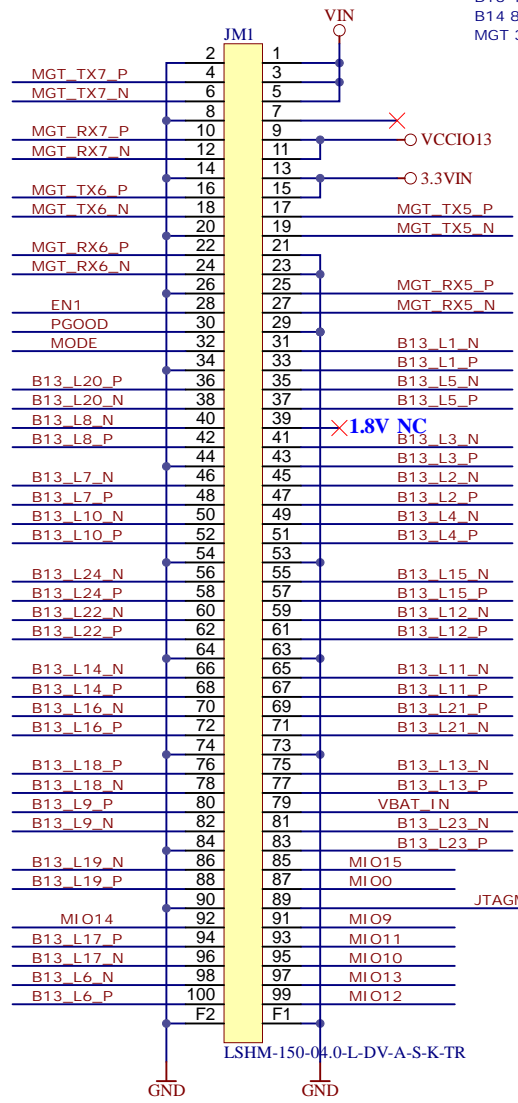 VIN
B14 8
MGT 3
JM1
2 1
MGT_TX7_P 4 3
MGT_TX7_N 6 5
8 7
MGT_RX7_P 10 9 VCCIO13
MGT_RX7_N 12 11
14 13 3.3VIN
MGT_TX6_P 16 15
MGT_TX6_N 18 17 MGT_TX5_P
20 19 MGT_TX5_N
MGT_RX6_P 22 21
MGT_RX6_N 24 23
26 25 MGT_RX5_P
EN1 28 27 MGT_RX5_N
PGOOD 30 29
MODE 32 31 B13_L1_N
34 33 B13_L1_P
B13_L20_P 36 35 B13_L5_N
B13_L20_N 38 37 B13_L5_P
B13_L8_N 40 39 1.8V NC
B13_L8_P 42 41 B13_L3_N
44 43 B13_L3_P
B13_L7_N 46 45 B13_L2_N
B13_L7_P 48 47 B13_L2_P
B13_L10_N 50 49 B13_L4_N
B13_L10_P 52 51 B13_L4_P
54 53
B13_L24_N 56 55 B13_L15_N
B13_L24_P 58 57 B13_L15_P
B13_L22_N 60 59 B13_L12_N
B13_L22_P 62 61 B13_L12_P
64 63
B13_L14_N 66 65 B13_L11_N
B13_L14_P 68 67 B13_L11_P
B13_L16_N 70 69 B13_L21_P
B13_L16_P 72 71 B13_L21_N
74 73
B13_L18_P 76 75 B13_L13_N
B13_L18_N 78 77 B13_L13_P
B13_L9_P 80 79 VBAT_IN
B13_L9_N 82 81 B13_L23_N
84 83 B13_L23_P
B13_L19_N 86 85 MIO15
B13_L19_P 88 87 MIO0
90 89
MIO14 92 91 MIO9
B13_L17_P 94 93 MIO11
B13_L17_N 96 95 MIO10
B13_L6_N 98 97 MIO13
B13_L6_P 100 99 MIO12
F2 F1
LSHM-150-04.0-L-DV-A-S-K-TR
GND GND